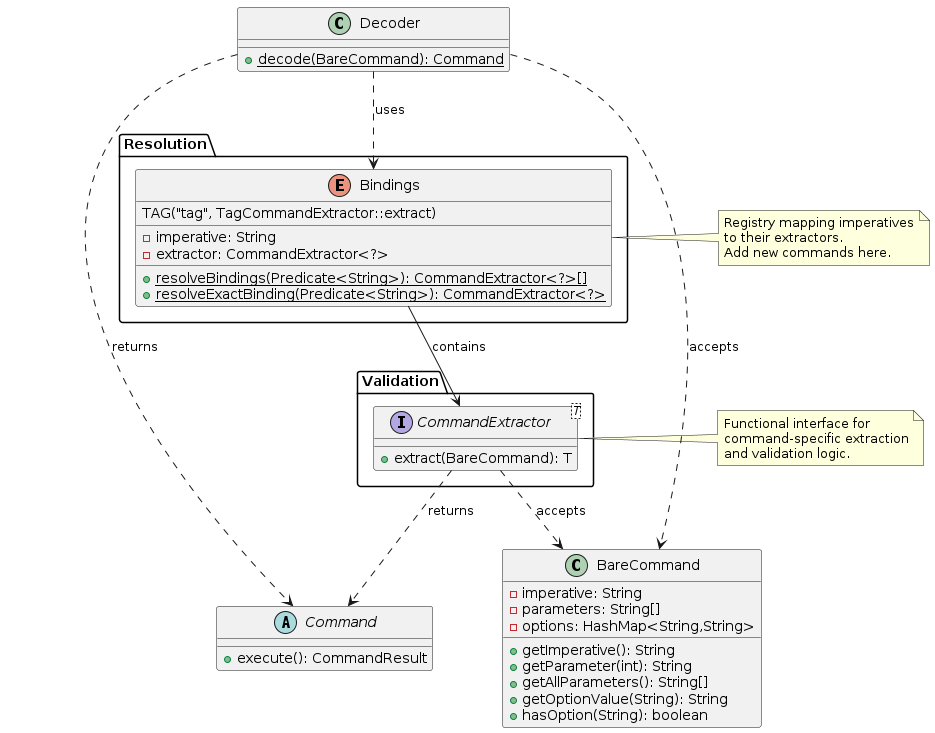 C Decoder
decode(BareCommand): Command
uses
Resolution
E Bindings
TAG("tag", TagCommandExtractor::extract)
imperative: String
extractor: CommandExtractor<?>
resolveBindings(Predicate<String>): CommandExtractor<?>[]
resolveExactBinding(Predicate<String>): CommandExtractor<?>
Registry mapping imperatives
to their extractors.
Add new commands here.
returns
contains
accepts
Validation
I CommandExtractor T
extract(BareCommand): T
Functional interface for
command-specific extraction
and validation logic.
returns
accepts
C BareCommand
imperative: String
parameters: String[]
options: HashMap<String,String>
getImperative(): String
getParameter(int): String
getAllParameters(): String[]
getOptionValue(String): String
hasOption(String): boolean
A Command
execute(): CommandResult